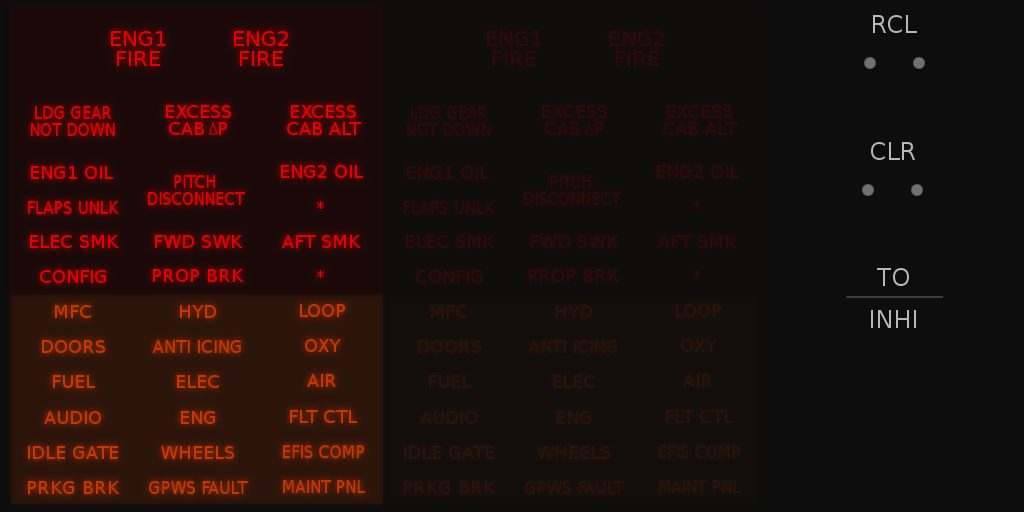 ENG1 FIRE ENG2 FIRE
LDG GEAR NOT DOWN EXCESS CAB ΔP EXCESS CAB ALT
ENG1 OIL PITCH DISCONNECT ENG2 OIL
FLAPS UNLK *
ELEC SMK FWD SWK AFT SMK
CONFIG PROP BRK *
MFC HYD LOOP
DOORS ANTI ICING OXY
FUEL ELEC AIR
AUDIO ENG FLT CTL
IDLE GATE WHEELS EFIS COMP
PRKG BRK GPWS FAULT MAINT PNL
ENG1 FIRE ENG2 FIRE
LDG GEAR NOT DOWN EXCESS CAB ΔP EXCESS CAB ALT
ENG1 OIL PITCH DISCONNECT ENG2 OIL
FLAPS UNLK *
ELEC SMK FWD SWK AFT SMK
CONFIG PROP BRK *
MFC HYD LOOP
DOORS ANTI ICING OXY
FUEL ELEC AIR
AUDIO ENG FLT CTL
IDLE GATE WHEELS EFIS COMP
PRKG BRK GPWS FAULT MAINT PNL
RCL
CLR
TO
INHI